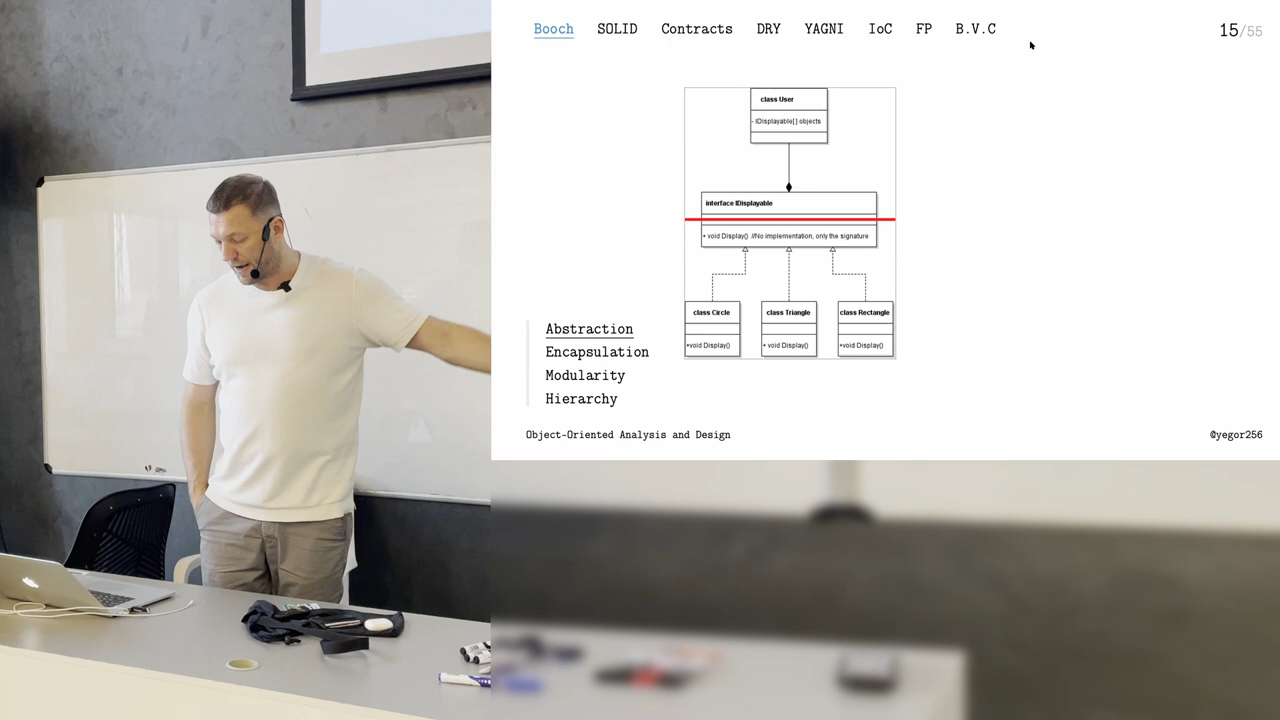 Booch SOLID Contracts DRY YAGNI IoC FP B.V.C 15/55
class User
- IDisplayable[] objects
interface IDisplayable
+ void Display() //No implementation, only the signature
class Circle class Triangle class Rectangle
+void Display() + void Display() +void Display()
Abstraction
Encapsulation
Modularity
Hierarchy
Object-Oriented Analysis and Design @yegor256